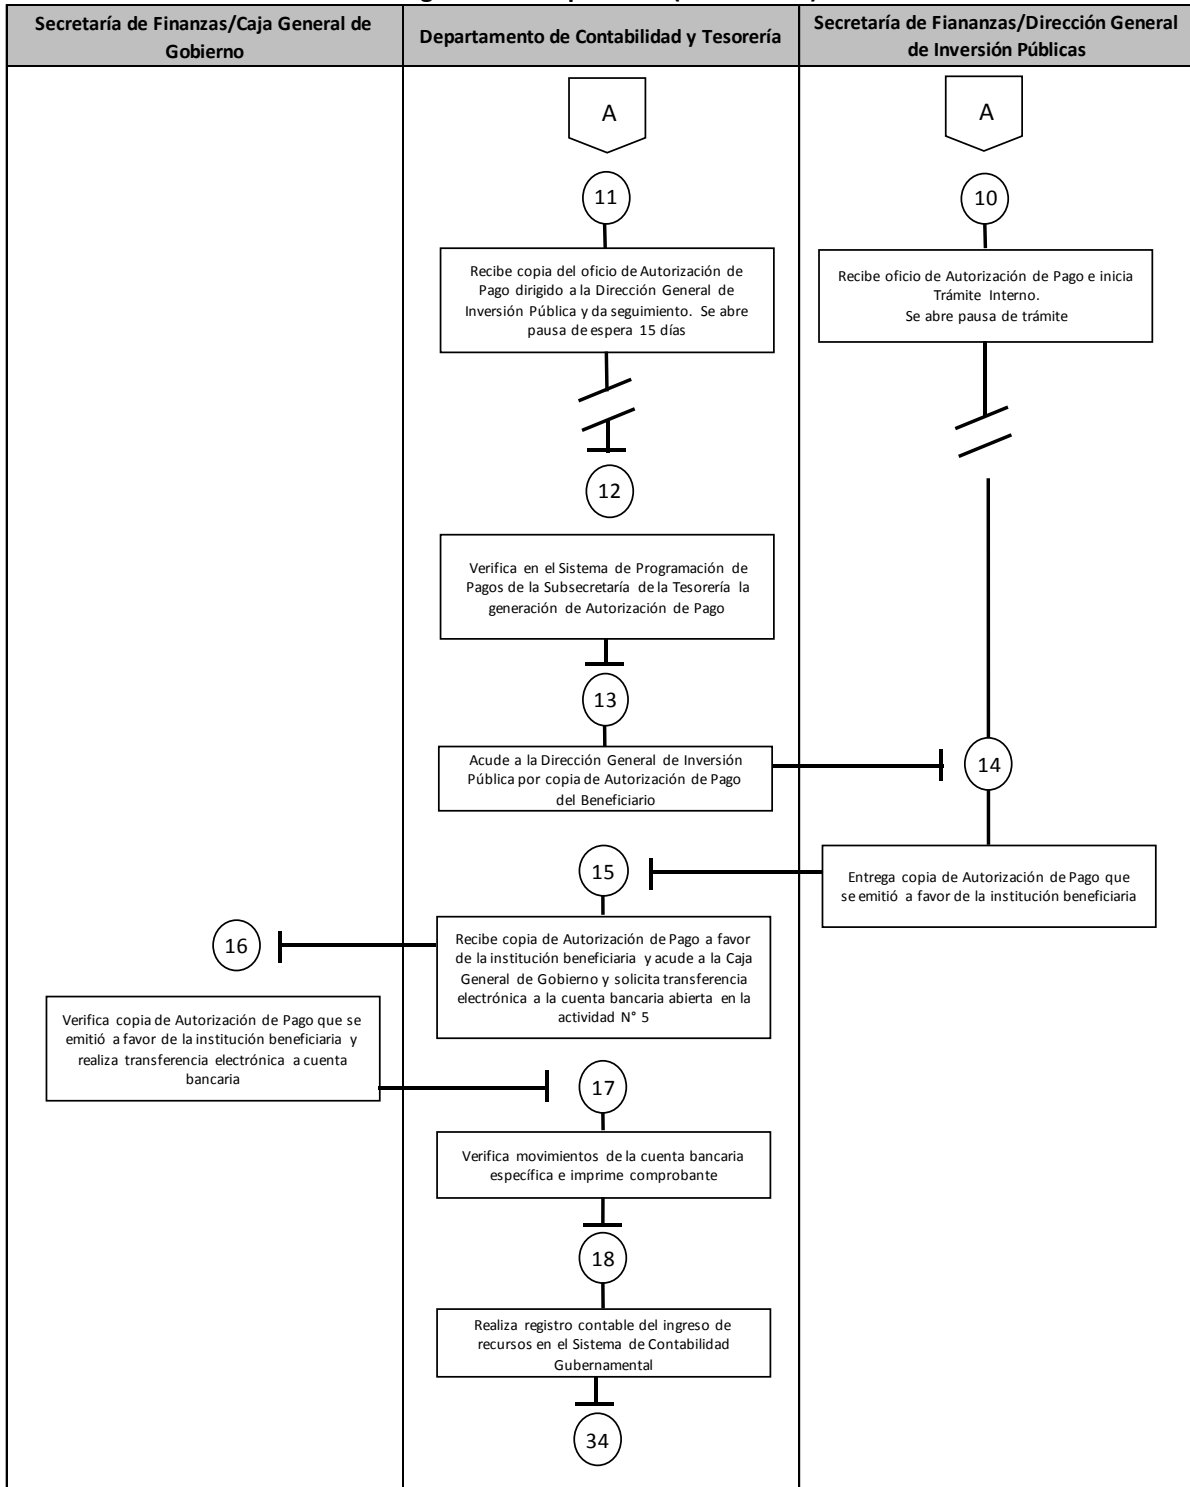 Secretaría de Finanzas/Caja General de
Gobierno
Departamento de Contabilidad y Tesorería
Secretaría de Fiananzas/Dirección General
de Inversión Públicas
A
A
11
10
Recibe copia del oficio de Autorización de
Pago dirigido a la Dirección General de
Inversión Pública y da seguimiento. Se abre
pausa de espera 15 días
Recibe oficio de Autorización de Pago e inicia
Trámite Interno.
Se abre pausa de trámite
12
Verifica en el Sistema de Programación de
Pagos de la Subsecretaría de la Tesorería la
generación de Autorización de Pago
13
Acude a la Dirección General de Inversión
Pública por copia de Autorización de Pago
del Beneficiario
14
Entrega copia de Autorización de Pago que
se emitió a favor de la institución beneficiaria
15
Recibe copia de Autorización de Pago a favor
de la institución beneficiaria y acude a la Caja
General de Gobierno y solicita transferencia
electrónica a la cuenta bancaria abierta en la
actividad N° 5
16
Verifica copia de Autorización de Pago que se
emitió a favor de la institución beneficiaria y
realiza transferencia electrónica a cuenta
bancaria
17
Verifica movimientos de la cuenta bancaria
específica e imprime comprobante
18
Realiza registro contable del ingreso de
recursos en el Sistema de Contabilidad
Gubernamental
34